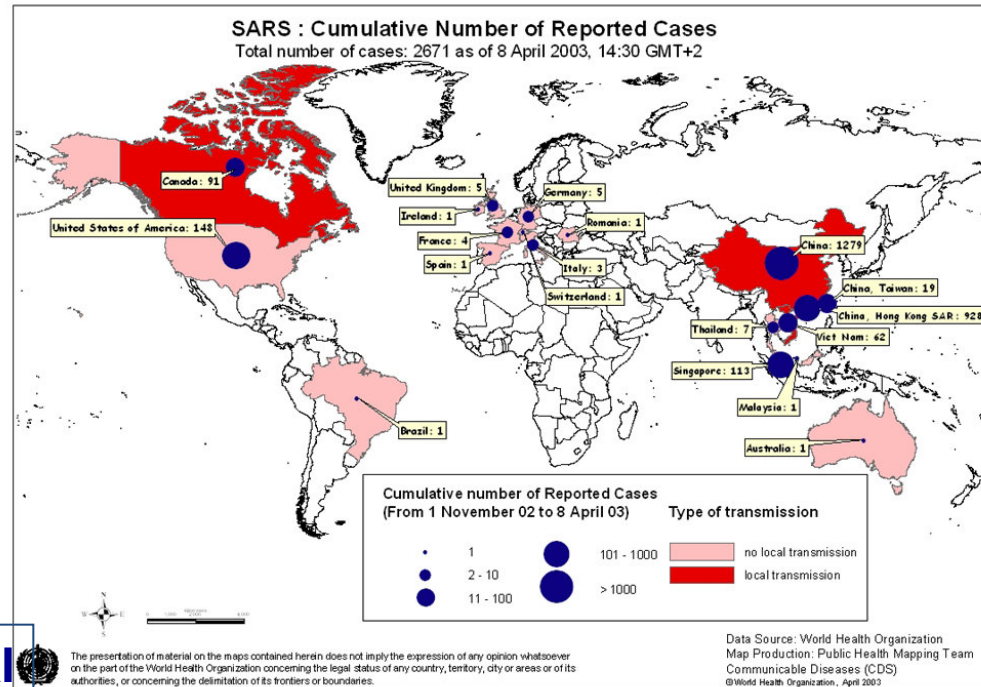 SARS : Cumulative Number of Reported Cases
Total number of cases: 2671 as of 8 April 2003, 14:30 GMT+2
Canada: 91
United States of America: 148
United Kingdom: 5
Germany: 5
Ireland: 1
Romania: 1
France: 4
Spain: 1
Italy: 3
Switzerland: 1
China: 1279
China, Taiwan: 19
China, Hong Kong SAR: 928
Thailand: 7
Viet Nam: 62
Singapore: 113
Malaysia: 1
Brazil: 1
Australia: 1
Cumulative number of Reported Cases
(From 1 November 02 to 8 April 03)
Type of transmission
1
2 - 10
11 - 100
101 - 1000
> 1000
no local transmission
local transmission
N
W
E
S
The presentation of material on the maps contained herein does not imply the expression of any opinion whatsoever
on the part of the World Health Organization concerning the legal status of any country, territory, city or areas or of its
authorities, or concerning the delimitation of its frontiers or boundaries.
Data Source: World Health Organization
Map Production: Public Health Mapping Team
Communicable Diseases (CDS)
©World Health Organization, April 2003